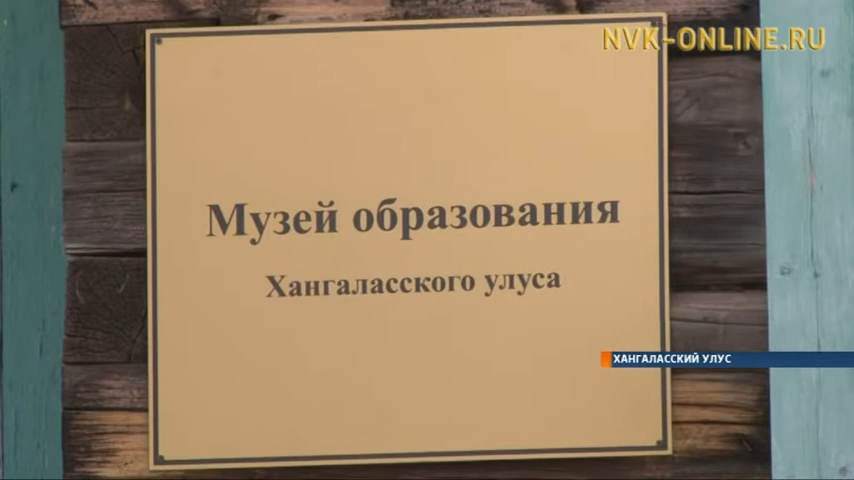 NVK-ONLINE.RU
Музей образования
Хангаласского улуса
ХАНГАЛАССКИЙ УЛУС